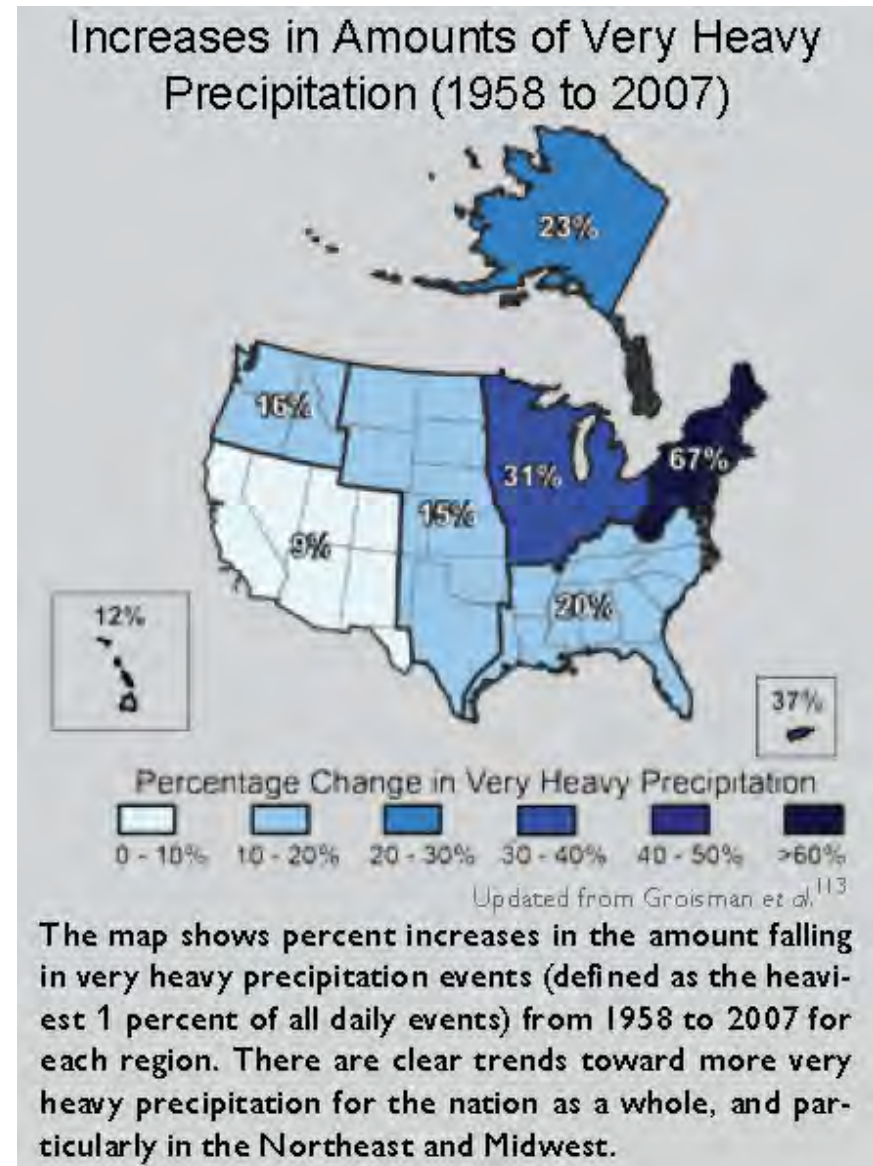 Increases in Amounts of Very Heavy
Precipitation (1958 to 2007)
23%
16%
67%
31%
15%
9%
20%
12%
37%
Percentage Change in Very Heavy Precipitation
0 - 10% 10 - 20% 20 - 30% 30 - 40% 40 - 50% >60%
Updated from Groisman et al.113
The map shows percent increases in the amount falling
in very heavy precipitation events (defined as the heavi-
est 1 percent of all daily events) from 1958 to 2007 for
each region. There are clear trends toward more very
heavy precipitation for the nation as a whole, and par-
ticularly in the Northeast and Midwest.